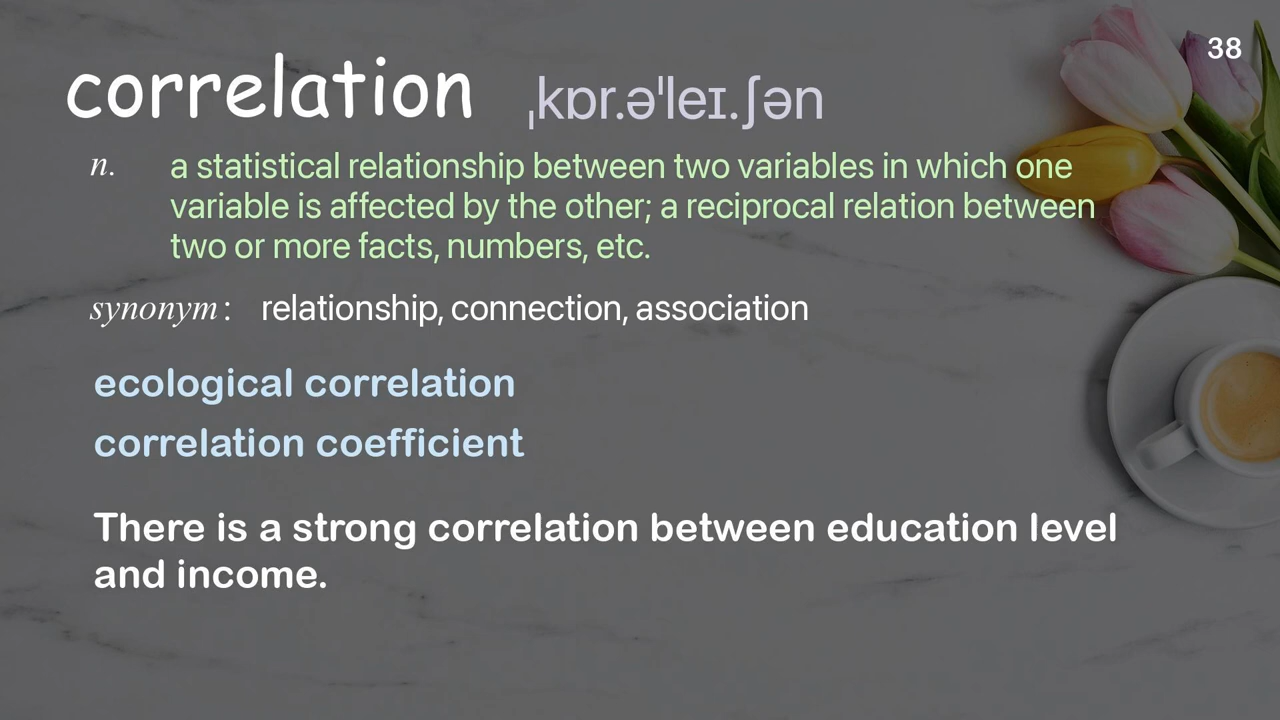 38
correlation ˌkɒr.əˈleɪ.ʃən
n. a statistical relationship between two variables in which one
variable is affected by the other; a reciprocal relation between
two or more facts, numbers, etc.
synonym: relationship, connection, association
ecological correlation
correlation coefficient
There is a strong correlation between education level
and income.